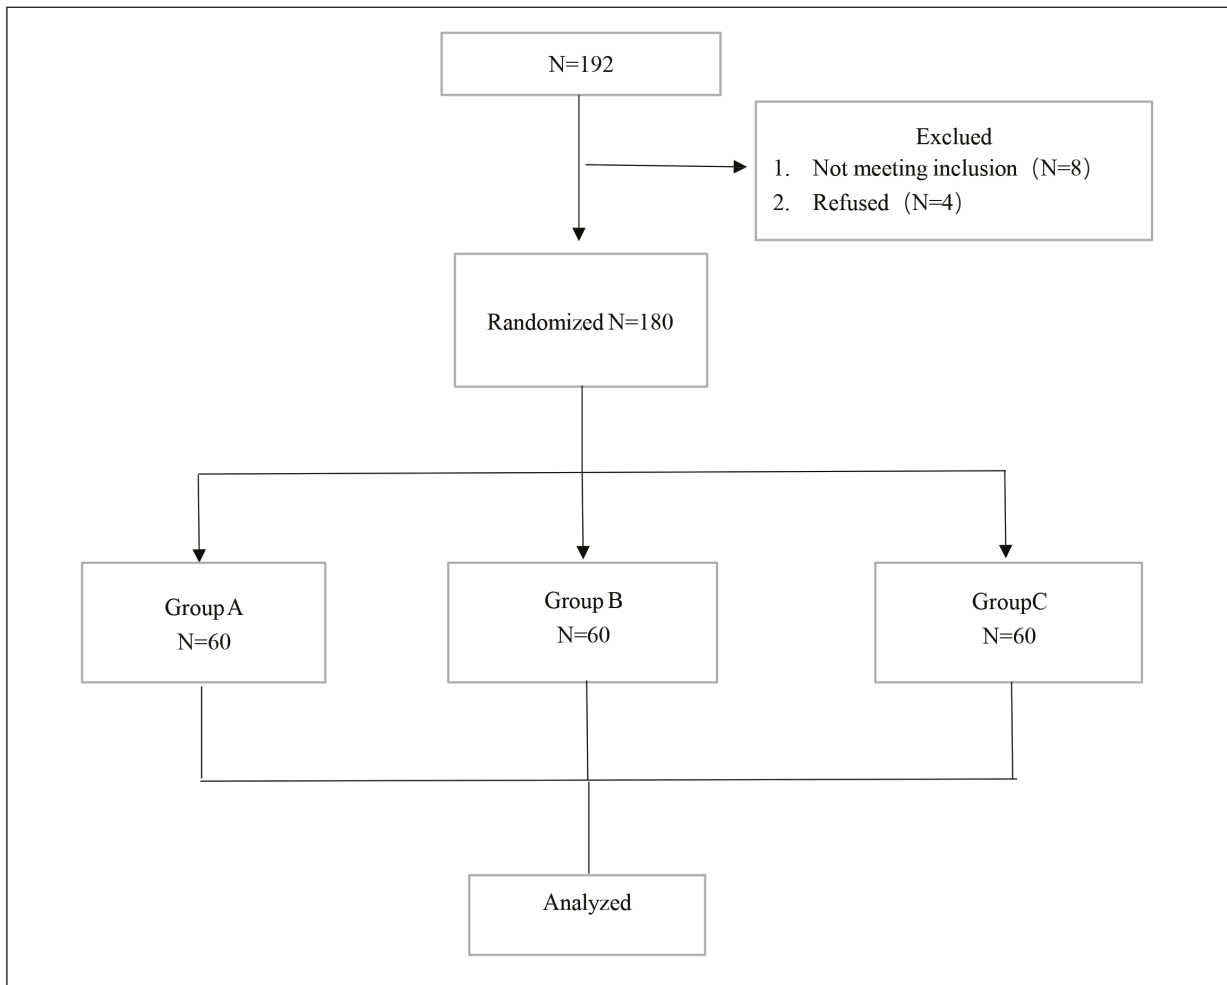 N=192
Exclued
1. Not meeting inclusion（N=8）
2. Refused（N=4）
Randomized N=180
Group A
N=60
Group B
N=60
GroupC
N=60
Analyzed